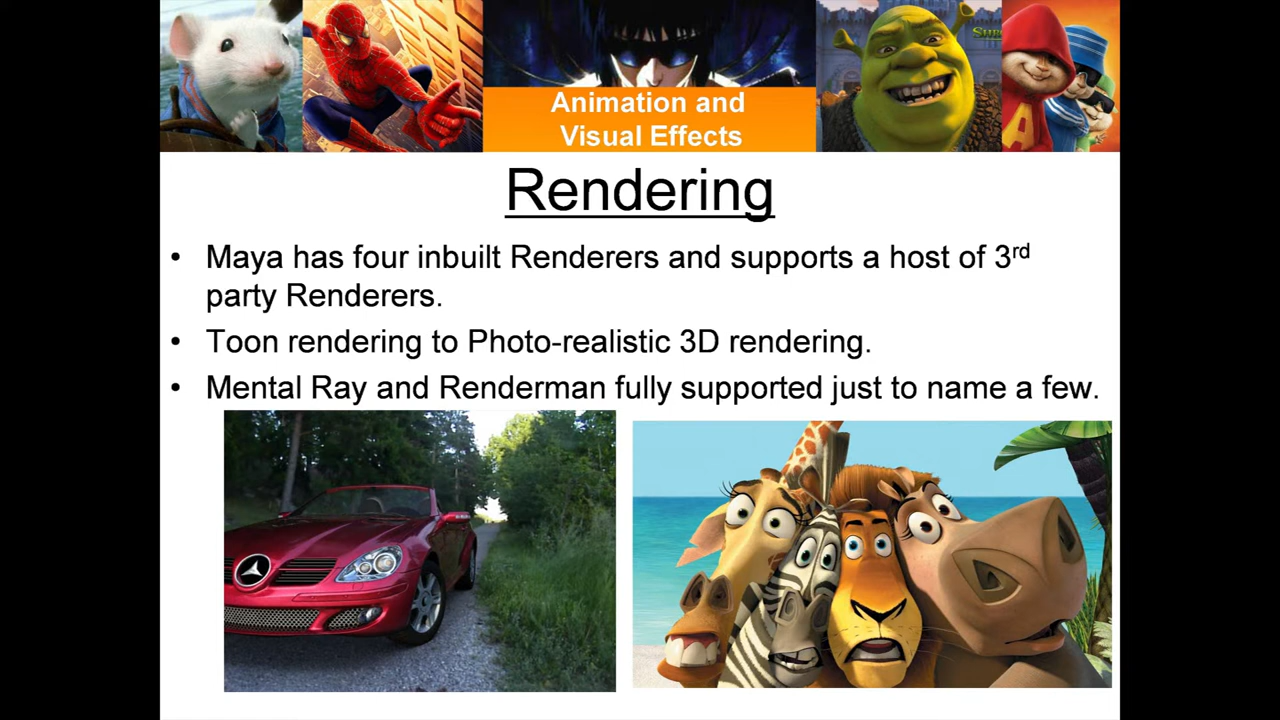 SHR
Animation and
Visual Effects
A
Rendering
• Maya has four inbuilt Renderers and supports a host of 3rd
party Renderers.
• Toon rendering to Photo-realistic 3D rendering.
• Mental Ray and Renderman fully supported just to name a few.